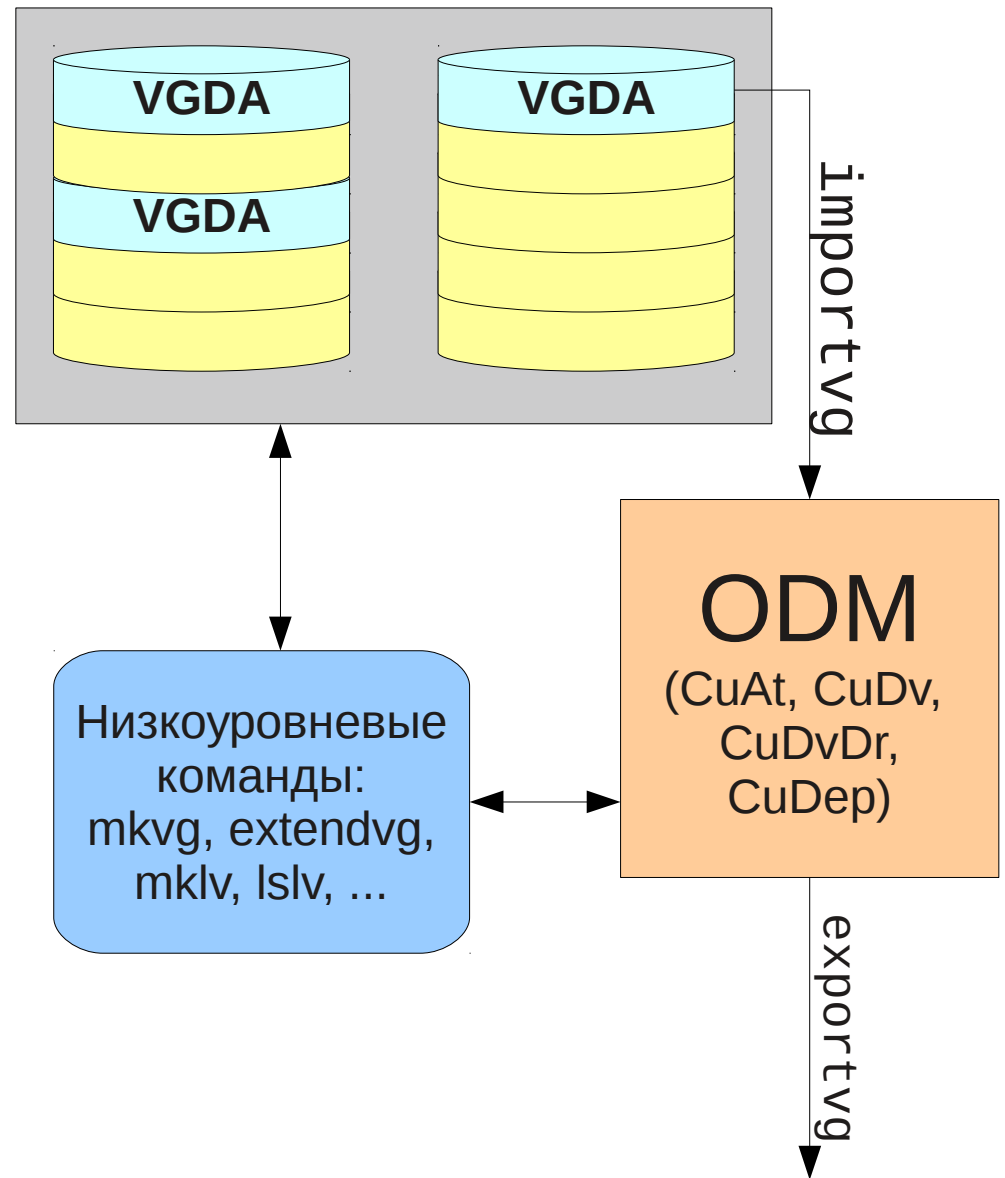 VGDA
VGDA
VGDA
importvg
ODM
(CuAt, CuDv,
CuDvDr,
CuDep)
Низкоуровневые
команды:
mkvg, extendvg,
mklv, lslv, ...
exportvg